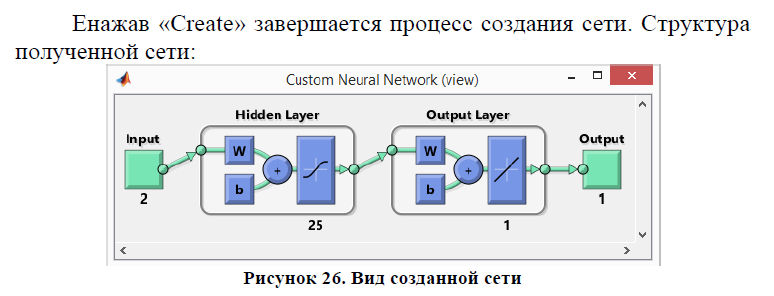 Енажав «Create» завершается процесс создания сети. Структура
полученной сети:
Custom Neural Network (view)
Hidden Layer
Output Layer
Input
Output
W
b
+
W
b
+
2
25
1
1
Рисунок 26. Вид созданной сети